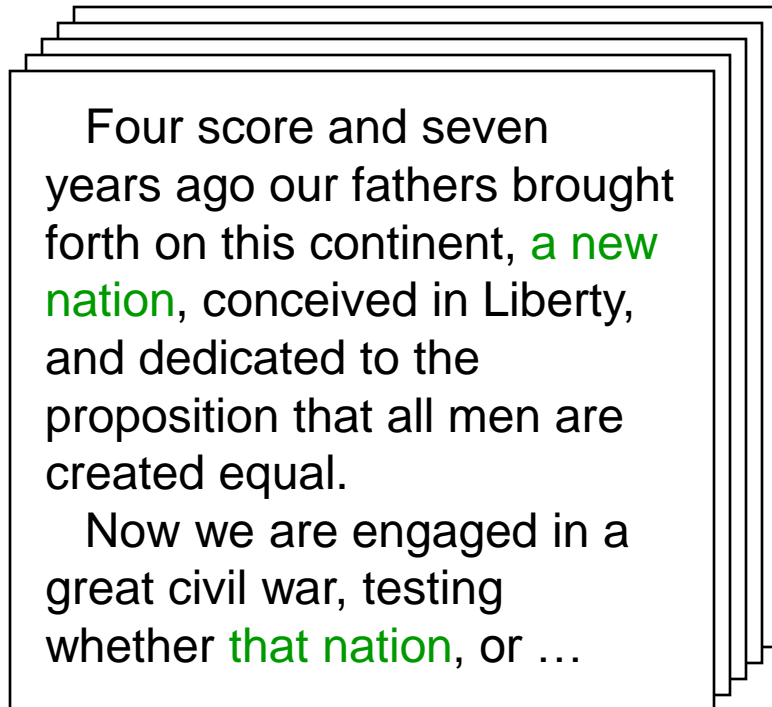 Four score and seven
years ago our fathers brought
forth on this continent, a new
nation, conceived in Liberty,
and dedicated to the
proposition that all men are
created equal.
Now we are engaged in a
great civil war, testing
whether that nation, or …